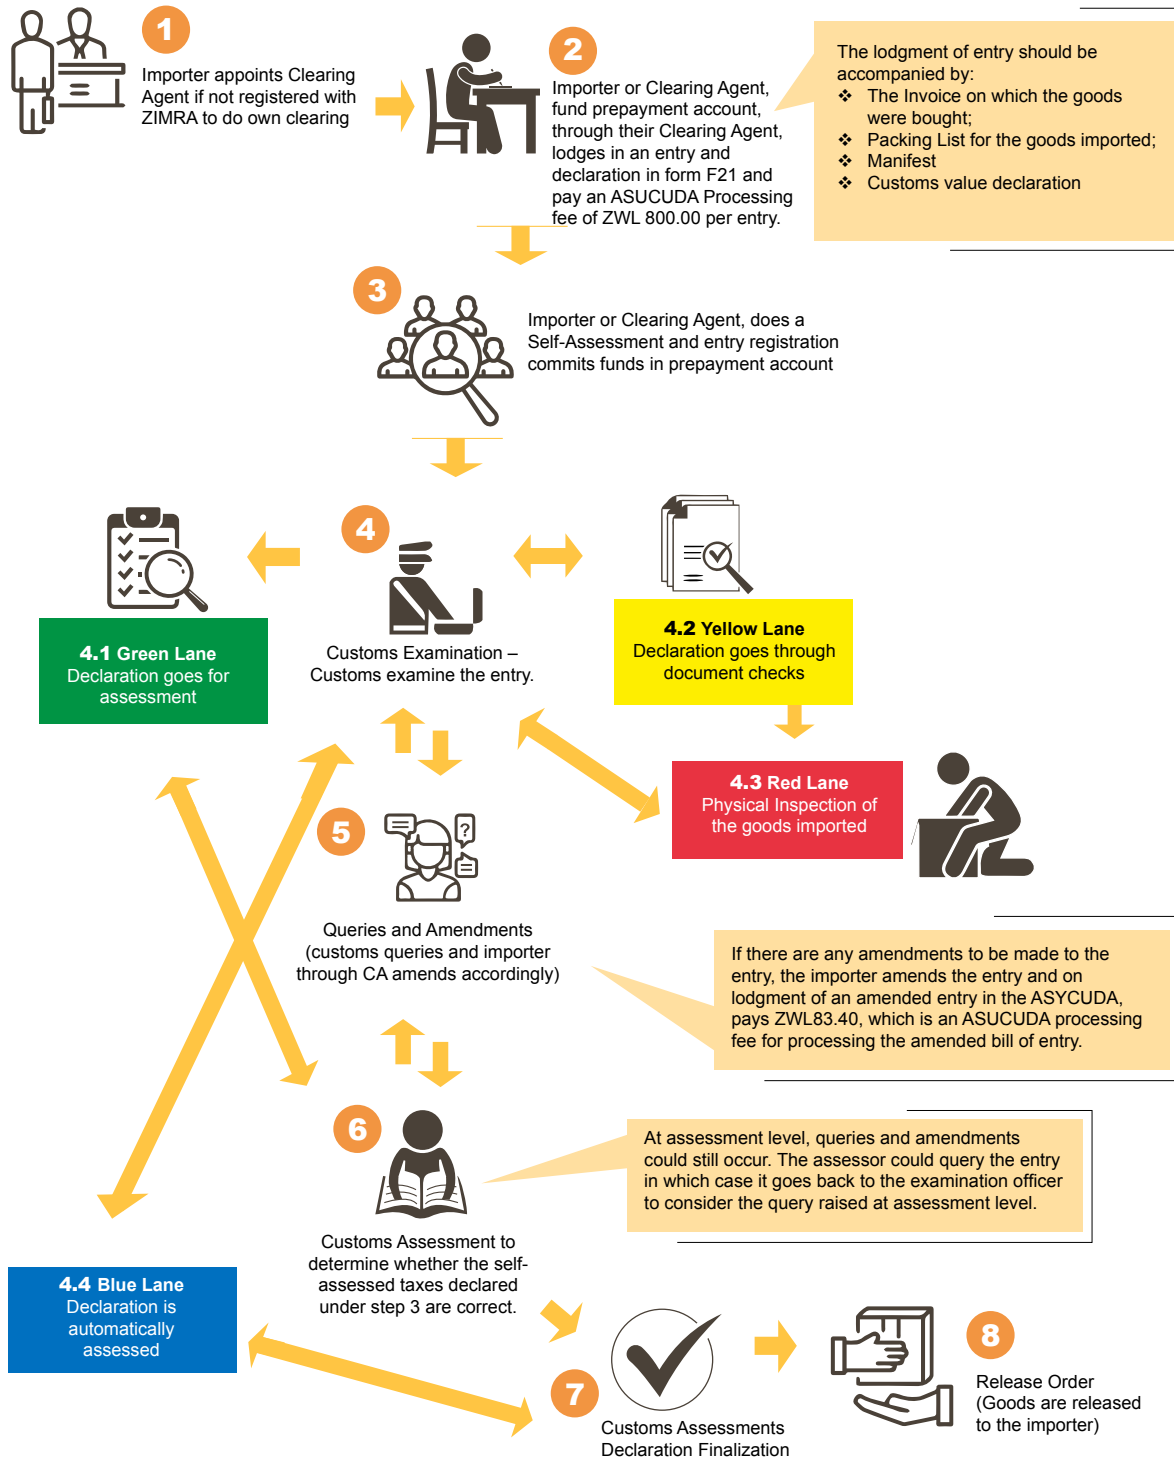 1
Importer appoints Clearing
Agent if not registered with
ZIMRA to do own clearing
2
Importer or Clearing Agent,
fund prepayment account,
through their Clearing Agent,
lodges in an entry and
declaration in form F21 and
pay an ASUCUDA Processing
fee of ZWL 800.00 per entry.
The lodgment of entry should be
accompanied by:
❖ The Invoice on which the goods
were bought;
❖ Packing List for the goods imported;
❖ Manifest
❖ Customs value declaration
3
Importer or Clearing Agent, does a
Self-Assessment and entry registration
commits funds in prepayment account
4
Customs Examination –
Customs examine the entry.
4.1 Green Lane
Declaration goes for
assessment
4.2 Yellow Lane
Declaration goes through
document checks
4.3 Red Lane
Physical Inspection of
the goods imported
5
?
Queries and Amendments
(customs queries and importer
through CA amends accordingly)
If there are any amendments to be made to the
entry, the importer amends the entry and on
lodgment of an amended entry in the ASYCUDA,
pays ZWL83.40, which is an ASUCUDA processing
fee for processing the amended bill of entry.
6
Customs Assessment to
determine whether the self-
assessed taxes declared
under step 3 are correct.
At assessment level, queries and amendments
could still occur. The assessor could query the entry
in which case it goes back to the examination officer
to consider the query raised at assessment level.
4.4 Blue Lane
Declaration is
automatically
assessed
7
Customs Assessments
Declaration Finalization
8
Release Order
(Goods are released
to the importer)